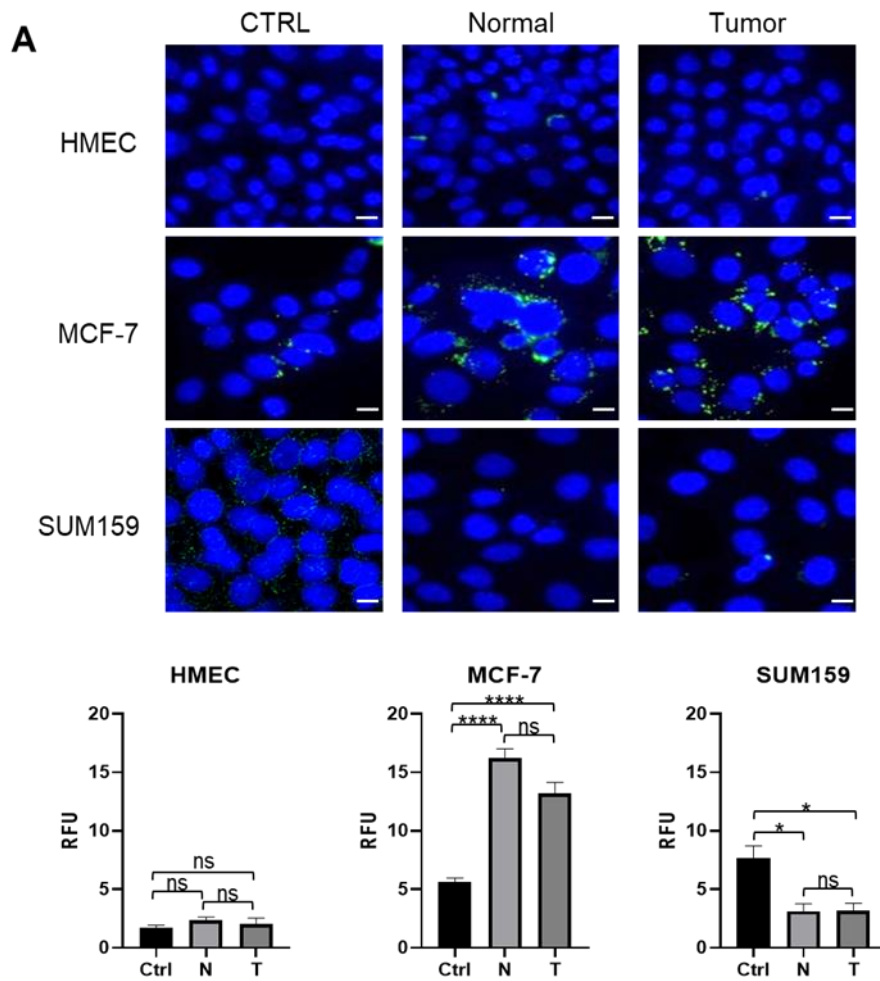 A
CTRL Normal Tumor
HMEC
MCF-7
SUM159
HMEC MCF-7 SUM159
20 15 10 5 0
RFU
ns
ns ns
Ctrl N T
20 15 10 5 0
RFU
****
**** ns
Ctrl N T
20 15 10 5 0
RFU
*
*
ns
Ctrl N T